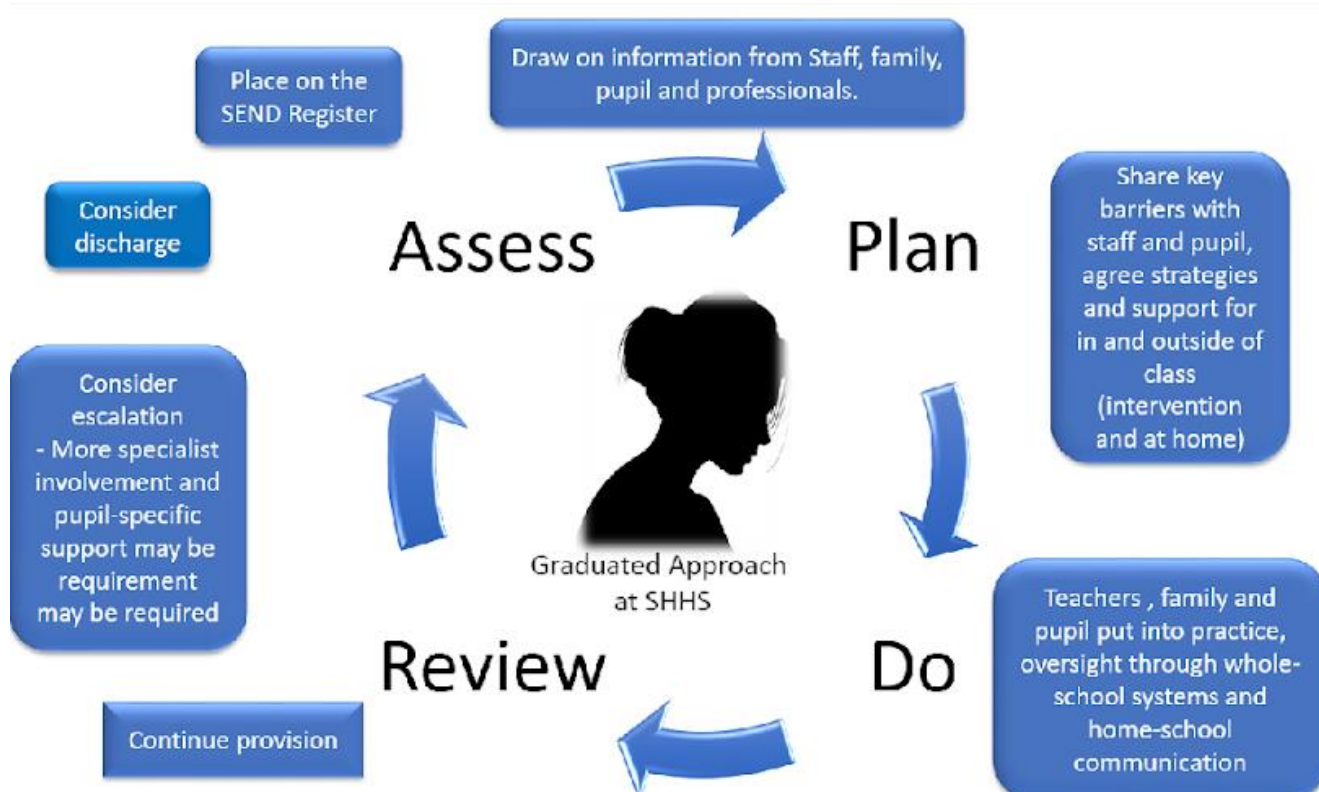 Place on the
SEND Register
Draw on information from Staff, family,
pupil and professionals.
Consider
discharge
Assess
Plan
Share key
barriers with
staff and pupil,
agree strategies
and support for
in and outside of
class
(intervention
and at home)
Consider
escalation
- More specialist
involvement and
pupil-specific
support may be
requirement
may be required
Graduated Approach
at SHHS
Review
Do
Teachers , family and
pupil put into practice,
oversight through whole-
school systems and
home-school
communication
Continue provision